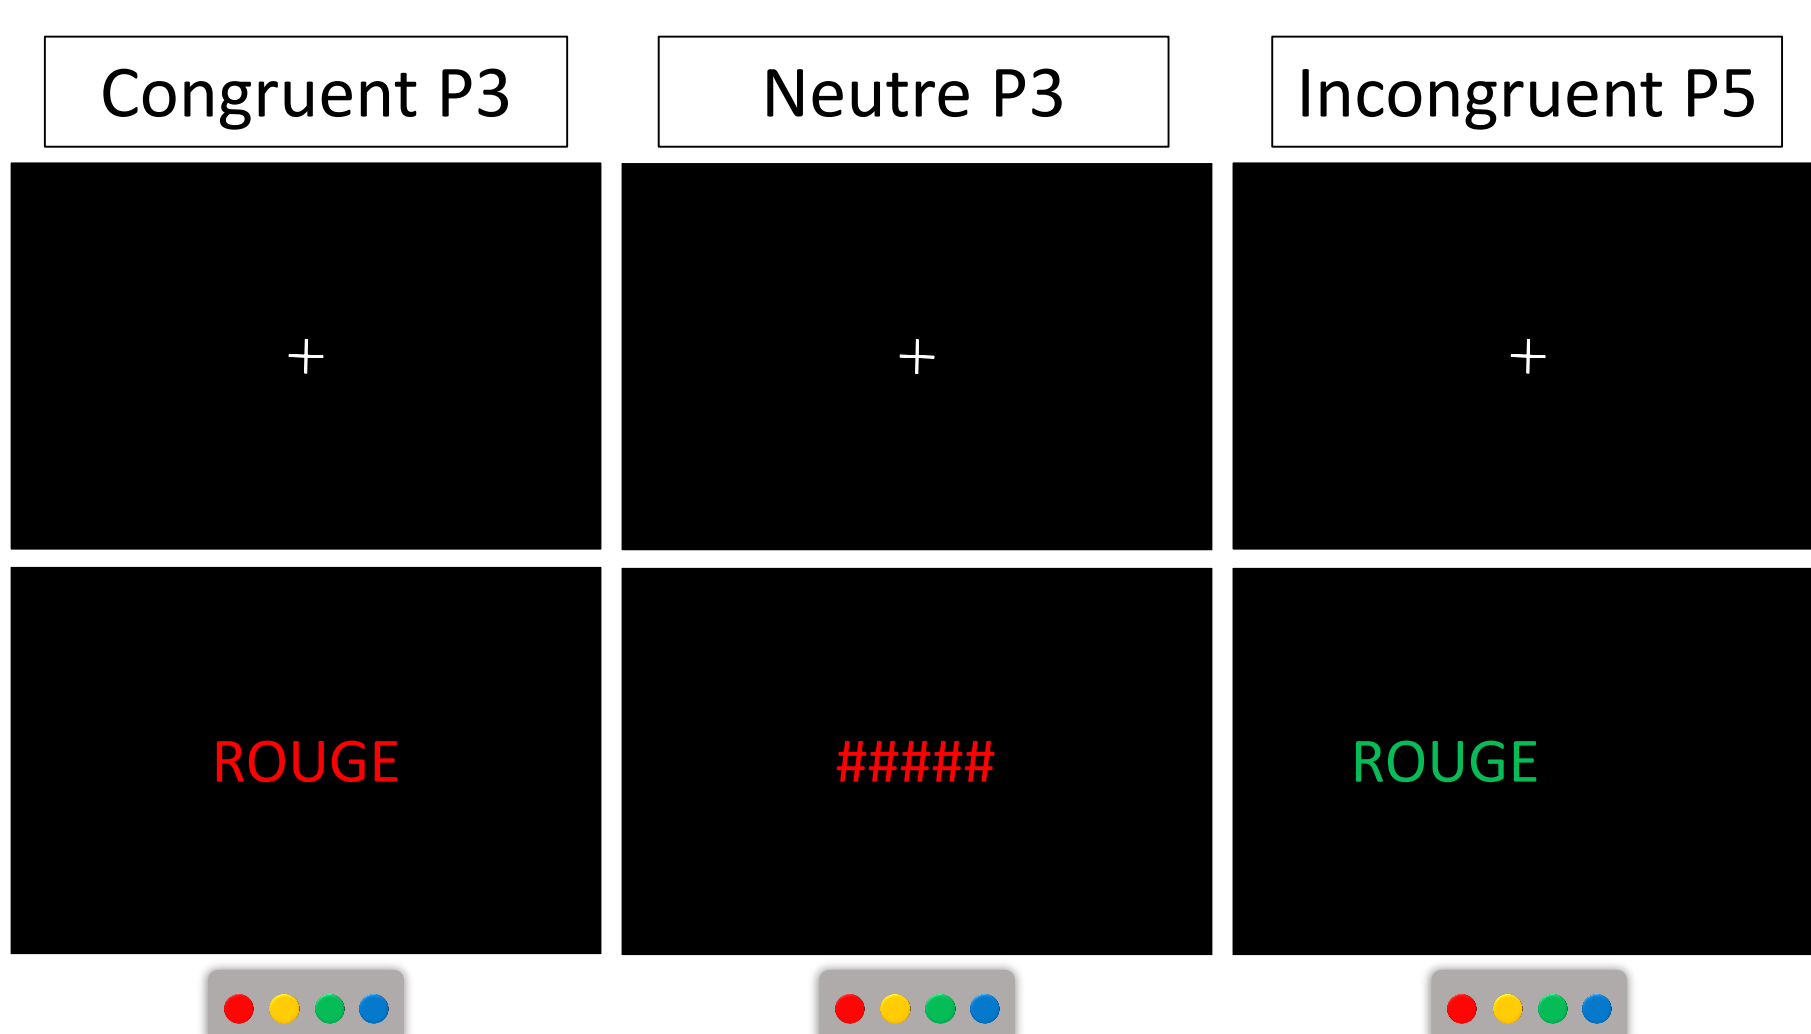 Congruent P3
Neutre P3
Incongruent P5
+
+
+
ROUGE
#####
ROUGE